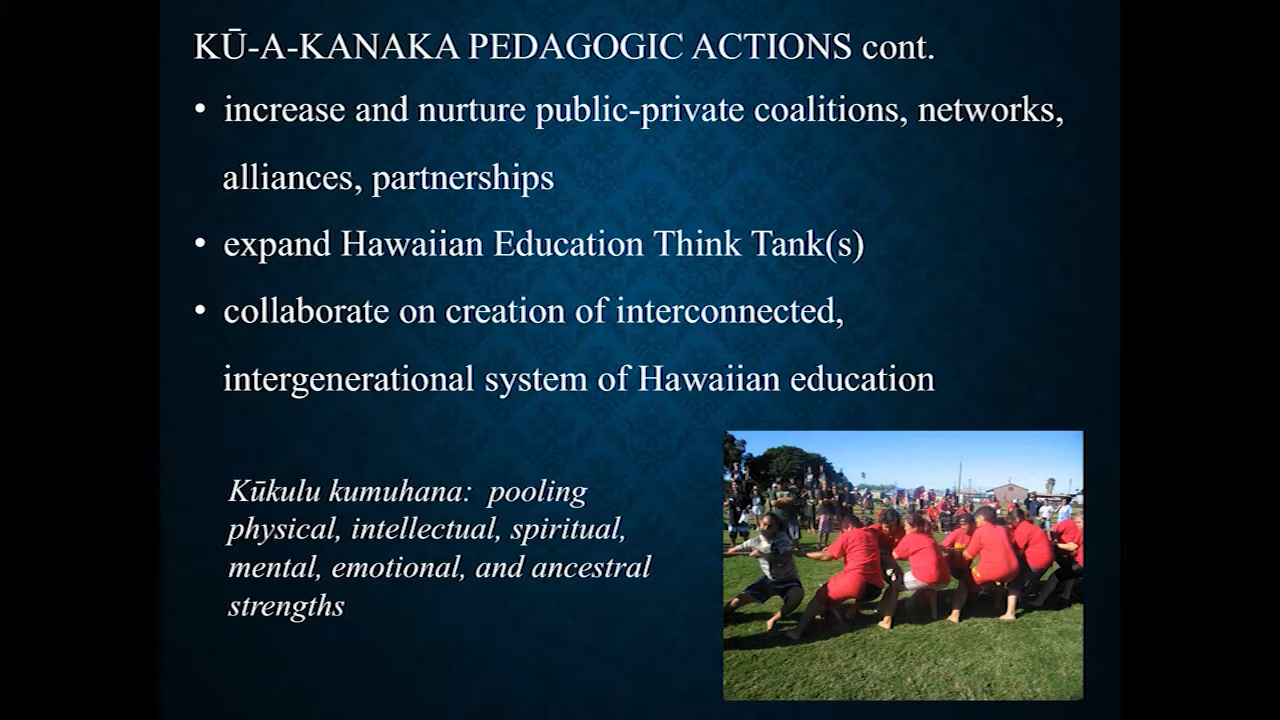 KŪ-A-KANAKA PEDAGOGIC ACTIONS cont.
• increase and nurture public-private coalitions, networks,
alliances, partnerships
• expand Hawaiian Education Think Tank(s)
• collaborate on creation of interconnected,
intergenerational system of Hawaiian education
Kūkulu kumuhana:  pooling
physical, intellectual, spiritual,
mental, emotional, and ancestral
strengths